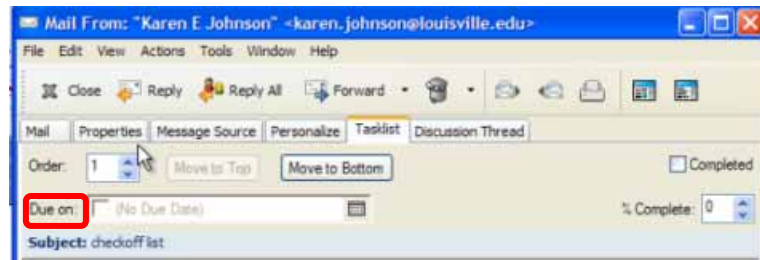 Mail From: "Karen E Johnson" <karen.johnson@louisville.edu>
File Edit View Actions Tools Window Help
Close Reply Reply All Forward
Mail Properties Message Source Personalize Tasklist Discussion Thread
Order: 1 Move to Top Move to Bottom Completed
Due on: (No Due Date) % Complete: 0
Subject: checkoff list